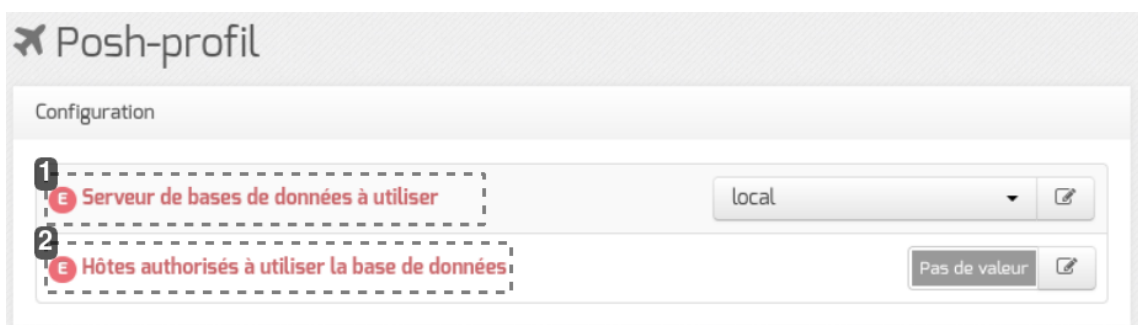 Posh-profil
Configuration
1
E Serveur de bases de données à utiliser local
2
E Hôtes authorisés à utiliser la base de données Pas de valeur